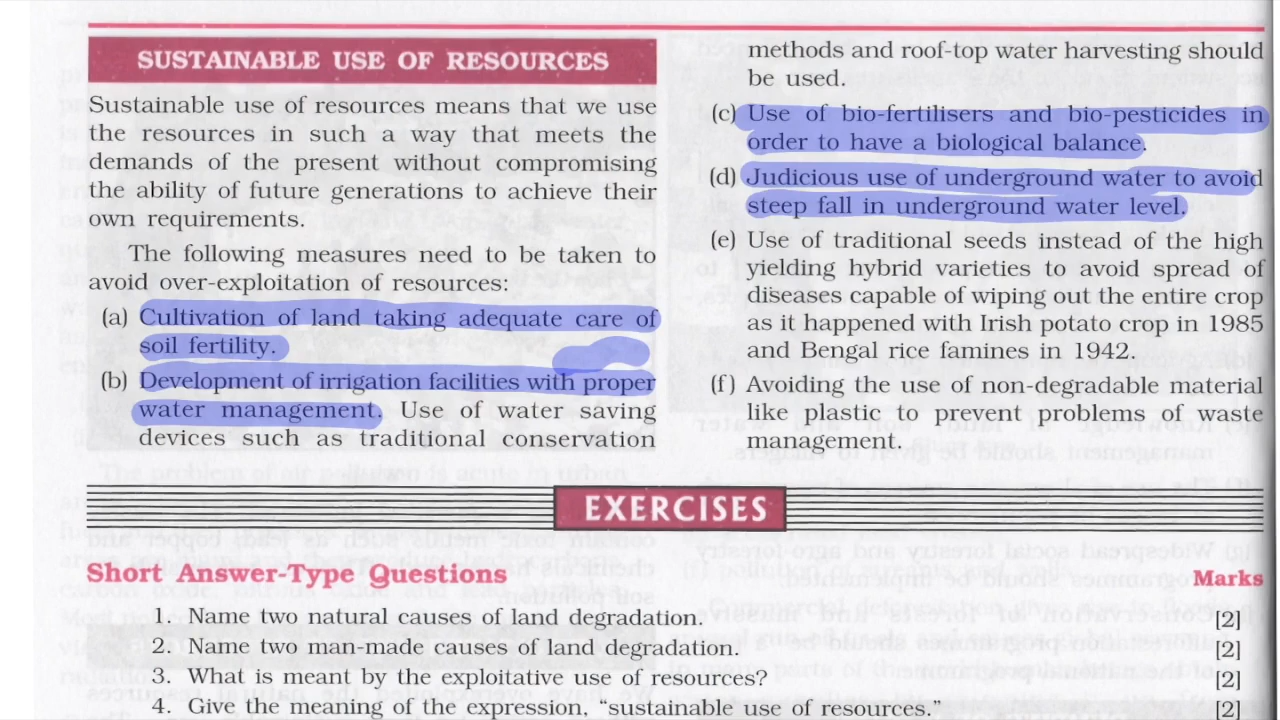 SUSTAINABLE USE OF RESOURCES
Sustainable use of resources means that we use
the resources in such a way that meets the
demands of the present without compromising
the ability of future generations to achieve their
own requirements.
The following measures need to be taken to
avoid over-exploitation of resources:
(a) Cultivation of land taking adequate care of
soil fertility.
(b) Development of irrigation facilities with proper
water management. Use of water saving
devices such as traditional conservation
methods and roof-top water harvesting should
be used.
(c) Use of bio-fertilisers and bio-pesticides in
order to have a biological balance.
(d) Judicious use of underground water to avoid
steep fall in underground water level.
(e) Use of traditional seeds instead of the high
yielding hybrid varieties to avoid spread of
diseases capable of wiping out the entire crop
as it happened with Irish potato crop in 1985
and Bengal rice famines in 1942.
(f) Avoiding the use of non-degradable material
like plastic to prevent problems of waste
management.
EXERCISES
Short Answer-Type Questions Marks
1. Name two natural causes of land degradation. [2]
2. Name two man-made causes of land degradation. [2]
3. What is meant by the exploitative use of resources? [2]
4. Give the meaning of the expression, “sustainable use of resources.” [2]